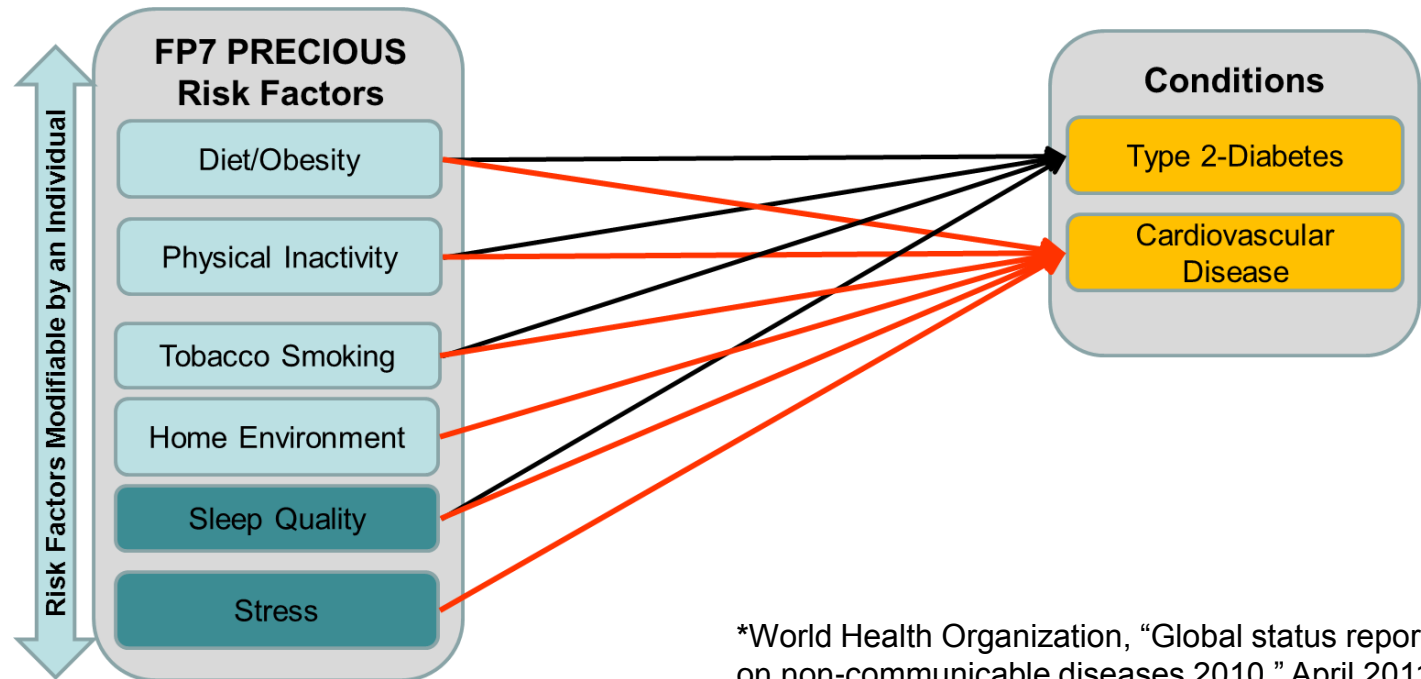 Risk Factors Modifiable by an Individual
FP7 PRECIOUS
Risk Factors
Diet/Obesity
Physical Inactivity
Tobacco Smoking
Home Environment
Sleep Quality
Stress
Conditions
Type 2-Diabetes
Cardiovascular
Disease
*World Health Organization, “Global status repor
on non-communicable diseases 2010,” April 201